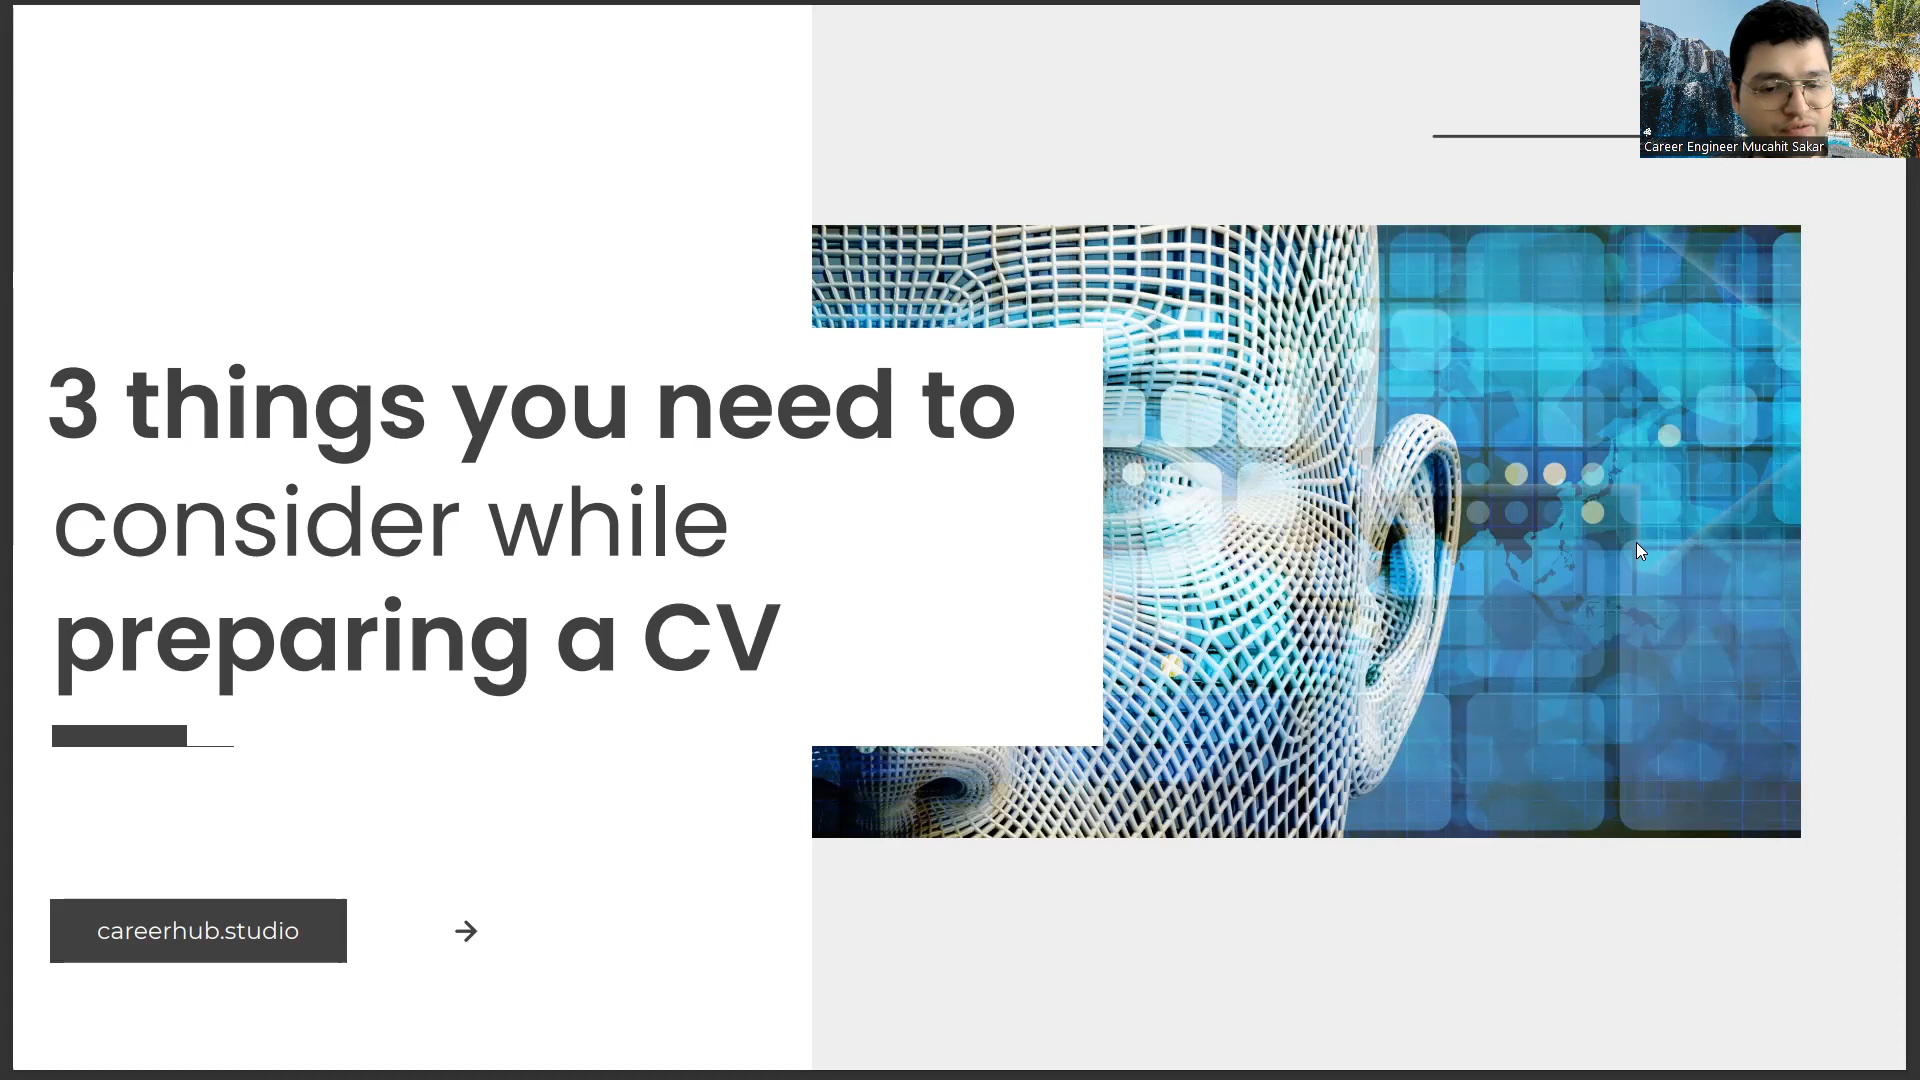 Career Engineer Mucahit Sakar
3 things you need to
consider while
preparing a CV
careerhub.studio